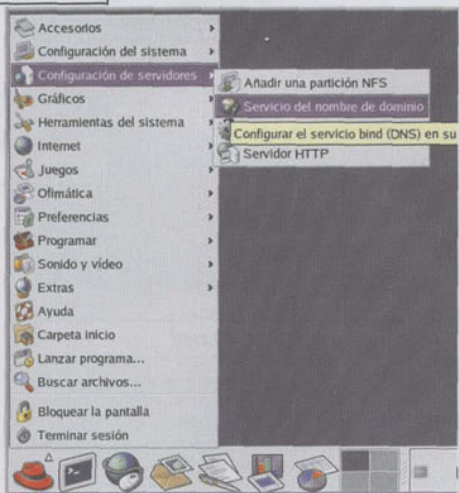 Accesorios
Configuración del sistema
Configuración de servidores
Gráficos
Herramientas del sistema
Internet
Juegos
Ofimática
Preferencias
Programar
Sonido y vídeo
Extras
Ayuda
Carpeta inicio
Lanzar programa...
Buscar archivos...
Bloquear la pantalla
Terminar sesión
Añadir una partición NFS
Servicio del nombre de dominio
Configurar el servicio bind (DNS) en su
Servidor HTTP